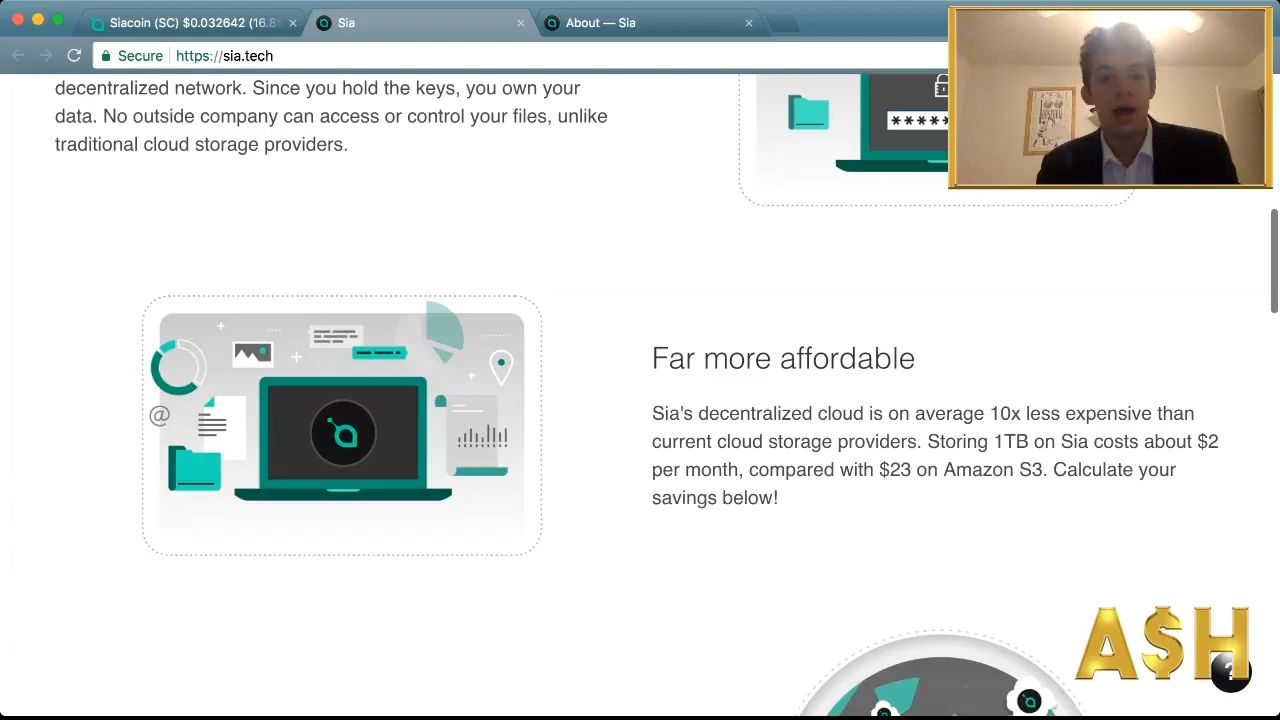 Siacoin (SC) $0.032642 (16.8
Sia
About — Sia
Secure
https://sia.tech
decentralized network. Since you hold the keys, you own your
data. No outside company can access or control your files, unlike
traditional cloud storage providers.
*****
@
Far more affordable
Sia's decentralized cloud is on average 10x less expensive than
current cloud storage providers. Storing 1TB on Sia costs about $2
per month, compared with $23 on Amazon S3. Calculate your
savings below!
A$H
?